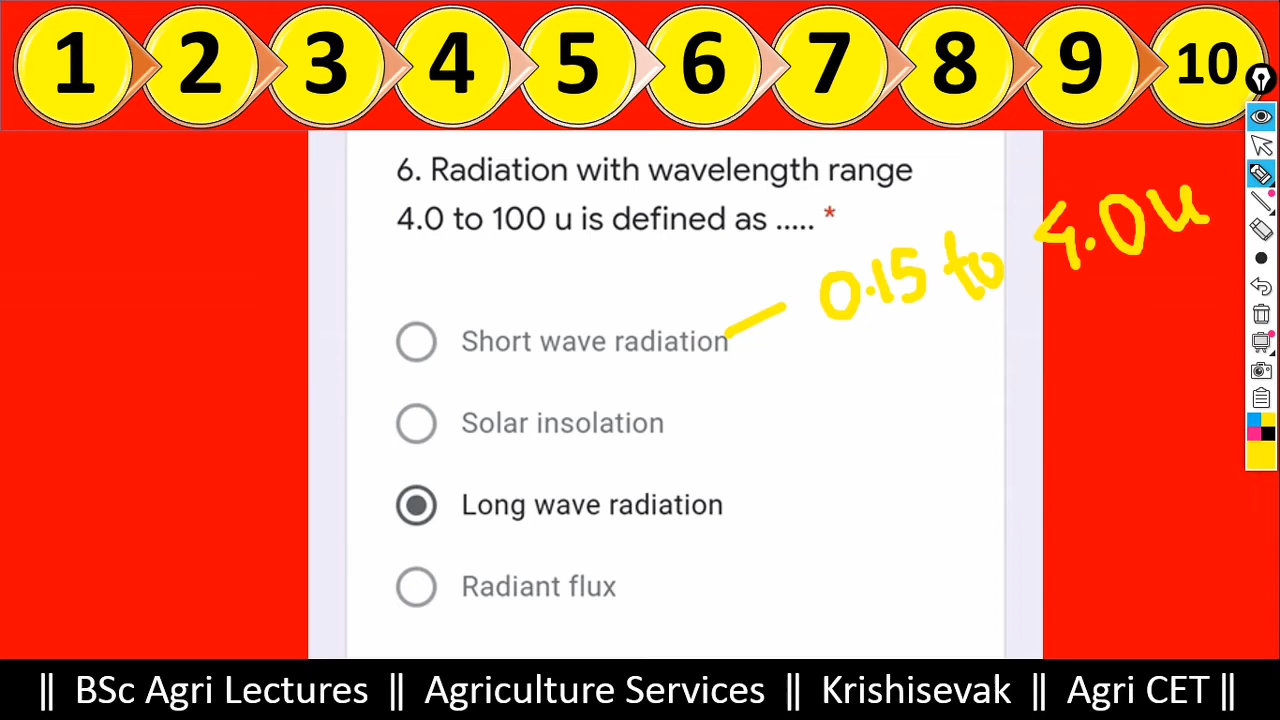 1 2 3 4 5 6 7 8 9 10
6. Radiation with wavelength range
4.0 to 100 u is defined as ..... *
0.15 to 4.0u
Short wave radiation
Solar insolation
Long wave radiation
Radiant flux
|| BSc Agri Lectures || Agriculture Services || Krishisevak || Agri CET ||